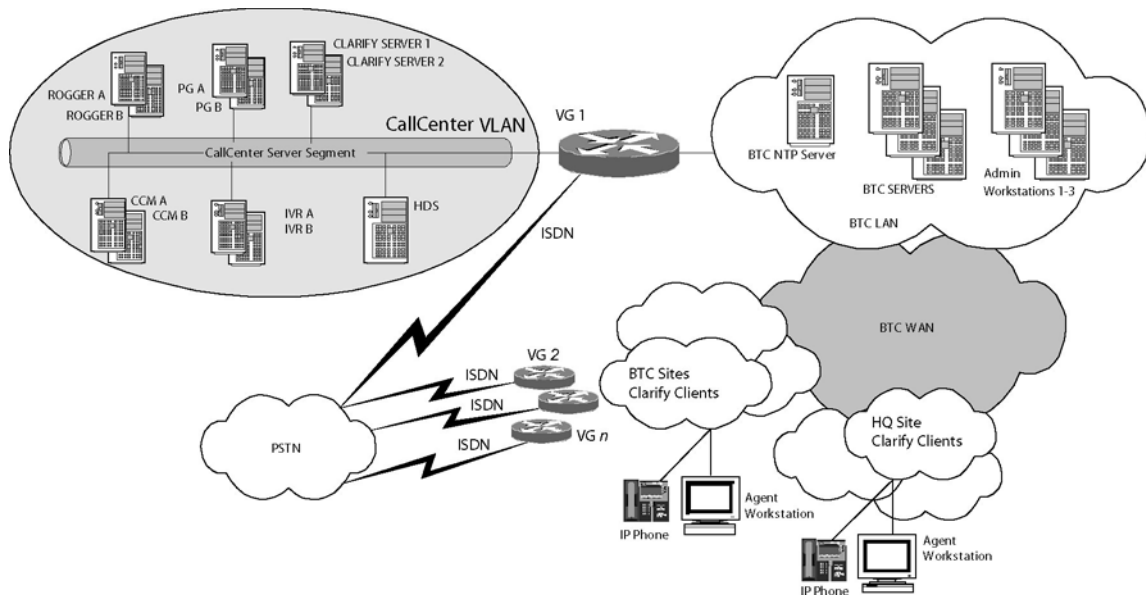 CLARIFY SERVER 1
CLARIFY SERVER 2
ROGGER A
ROGGER B
PG A
PG B
CallCenter VLAN
CallCenter Server Segment
CCM A
CCM B
IVR A
IVR B
HDS
VG 1
ISDN
BTC NTP Server
BTC SERVERS
Admin
Workstations 1-3
BTC LAN
BTC WAN
VG 2
ISDN
ISDN
ISDN
VG n
PSTN
BTC Sites
Clarify Clients
HQ Site
Clarify Clients
IP Phone
Agent
Workstation
IP Phone
Agent
Workstation